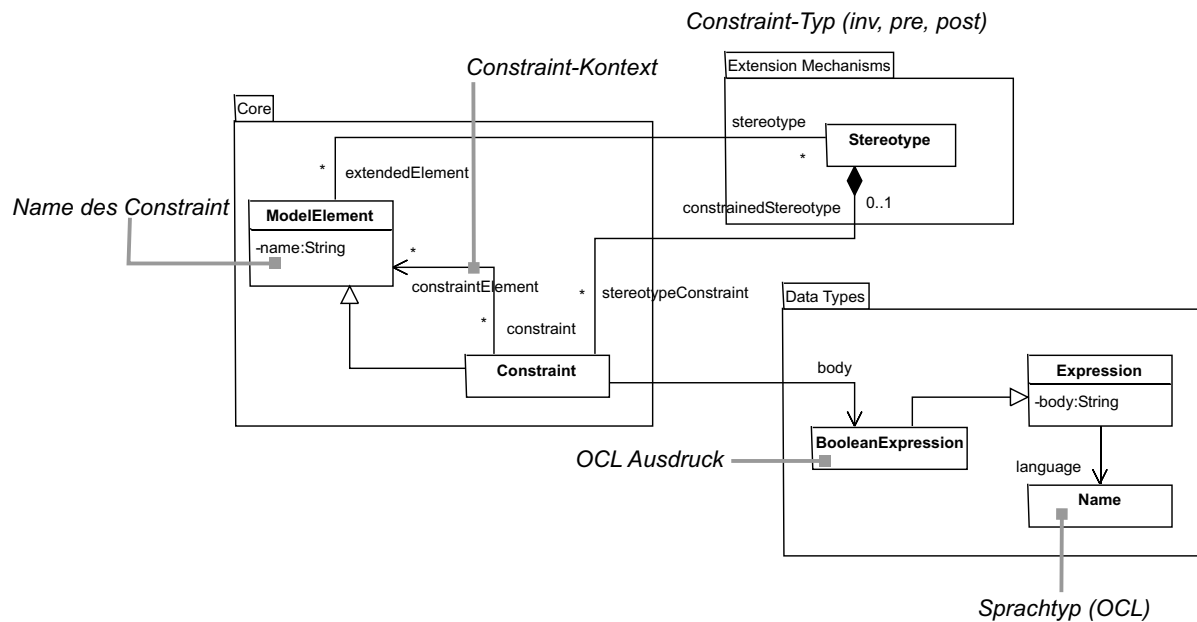 Constraint-Typ (inv, pre, post)
Constraint-Kontext
Extension Mechanisms
Core
stereotype
Stereotype
*
*
extendedElement
Name des Constraint
ModelElement
constrainedStereotype
0..1
-name:String
*
constraintElement
*
stereotypeConstraint
Data Types
*
constraint
Constraint
body
Expression
-body:String
BooleanExpression
OCL Ausdruck
language
Name
Sprachtyp (OCL)